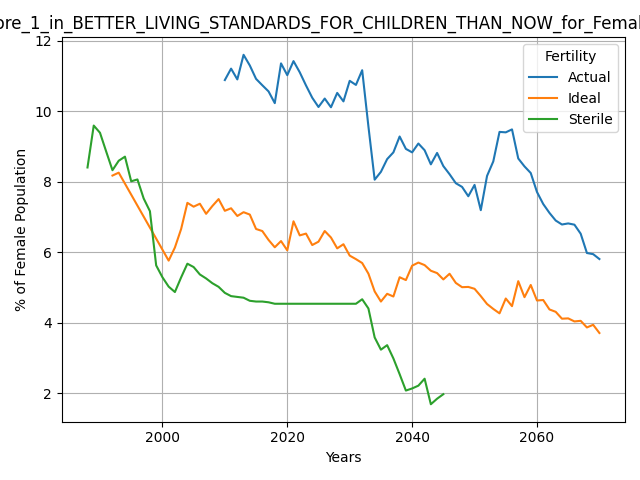 ore_1_in_BETTER_LIVING_STANDARDS_FOR_CHILDREN_THAN_NOW_for_Femal
12
10
8
6
4
2
% of Female Population
2000 2020 2040 2060
Years
Fertility
Actual
Ideal
Sterile